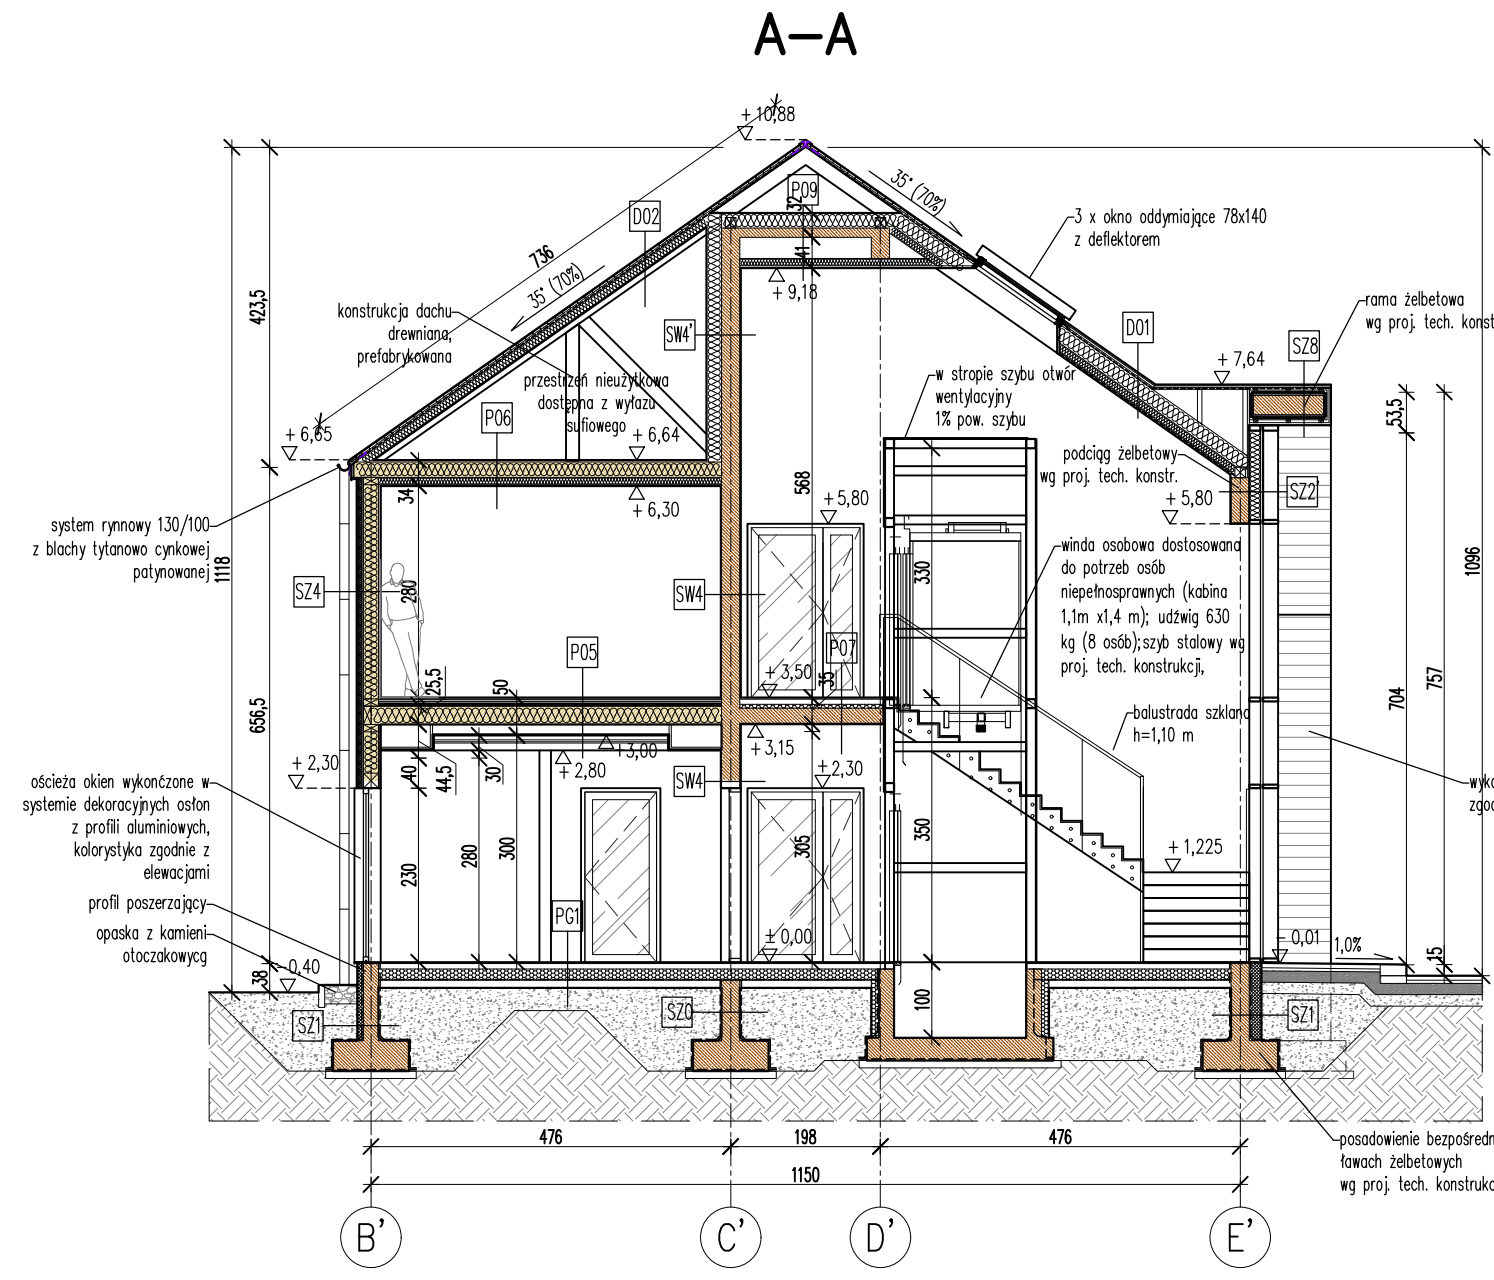 A-A
+ 10,88
35° (70%)
P09
32
D02
3 x okno oddymiające 78x140
z deflektorem
736
41
+ 9,18
35° (70%)
423,5
konstrukcja dachu
drewniana,
prefabrykowana
rama żelbetowa
wg proj. tech. konst
SW4'
D01
SZ8
+ 7,64
przestrzeń nieużytkowa
dostępna z wyłazu
sufiowego
w stropie szybu otwór
wentylacyjny
1% pow. szybu
P06
53,5
+ 6,65
+ 6,64
podciąg żelbetowy
wg proj. tech. konstr.
34
568
+ 6,30
+ 5,80
+ 5,80
SZ2'
system rynnowy 130/100
z blachy tytanowo cynkowej
patynowanej
1118
1096
winda osobowa dostosowana
do potrzeb osób
niepełnosprawnych (kabina
1,1m x1,4 m); udźwig 630
kg (8 osób);szyb stalowy wg
proj. tech. konstrukcji,
330
SZ4
280
SW4
P05
P07
25,5
50
+ 3,50
35
704
757
656,5
balustrada szklana
h=1,10 m
+3,00
+ 3,15
+ 2,80
+ 2,30
40
44,5
30
SW4
+ 2,30
ościeża okien wykonćzone w
systemie dekoracyjnych osłon
z profili aluminiowych,
kolorystyka zgodnie z
elewacjami
wyko
zgod
230
280
300
305
350
+ 1,225
profil poszerzający
PG1
opaska z kamieni
otoczakowycg
± 0,00
- 0,01
1,0%
15
- 0,40
38
100
SZ1
SZ0
SZ1
476
198
476
posadowienie bezpośredn
ławach żelbetowych
wg proj. tech. konstrukc
1150
B'
C'
D'
E'